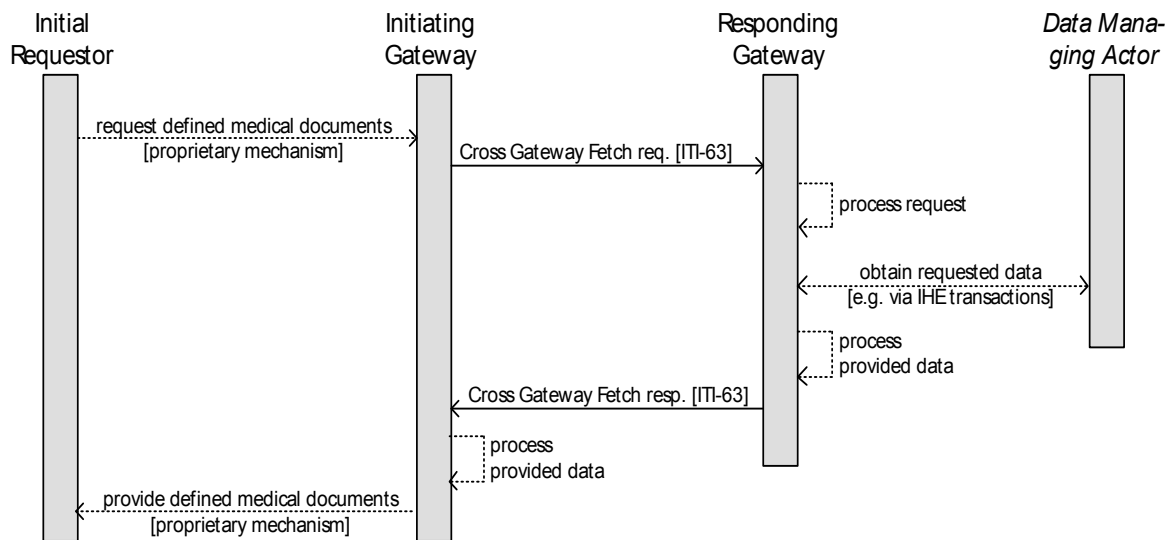 Initial
Requestor
Initiating
Gateway
Responding
Gateway
Data Mana-
ging Actor
request defined medical documents
[proprietary mechanism]
Cross Gateway Fetch req. [ITI-63]
process request
obtain requested data
[e.g. via IHE transactions]
process
provided data
Cross Gateway Fetch resp. [ITI-63]
process
provided data
provide defined medical documents
[proprietary mechanism]